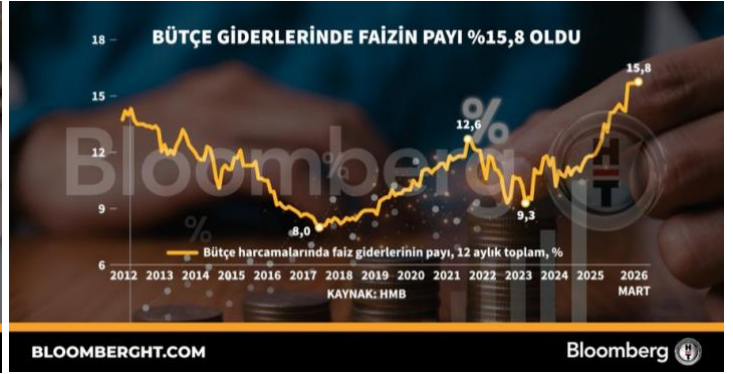 BÜTÇE GİDERLERİNDE FAİZİN PAYI %15,8 OLDU
18
15
12
9
6
15,8
12,6
9,3
8,0
%
%
%
Bloomberg
HT
Bütçe harcamalarında faiz giderlerinin payı, 12 aylık toplam, %
2012 2013 2014 2015 2016 2017 2018 2019 2020 2021 2022 2023 2024 2025 2026
MART
KAYNAK: HMB
BLOOMBERGHT.COM
Bloomberg HT